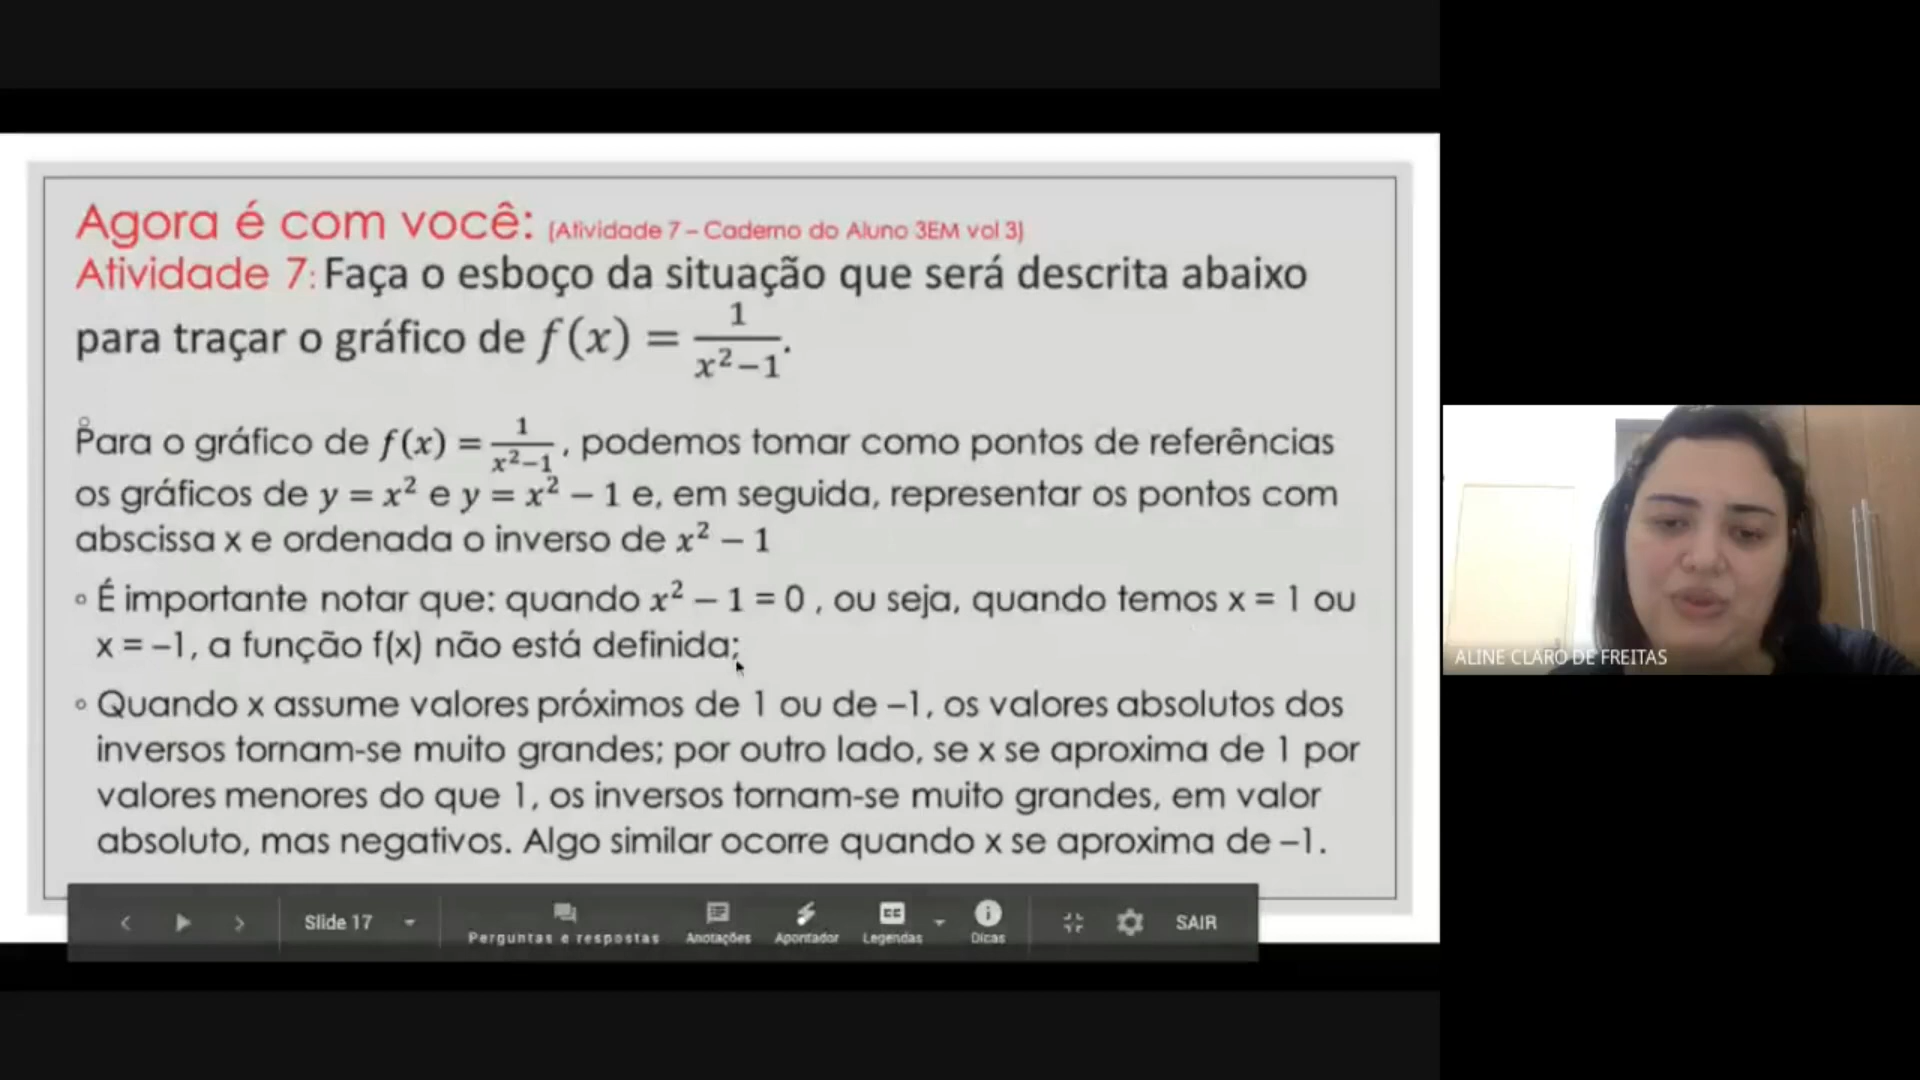 Agora é com você: (Atividade 7 – Caderno do Aluno 3EM vol 3)
Atividade 7: Faça o esboço da situação que será descrita abaixo
para traçar o gráfico de f(x) = 1/(x² − 1).
Para o gráfico de f(x) = 1/(x² − 1), podemos tomar como pontos de referências
os gráficos de y = x² e y = x² − 1 e, em seguida, representar os pontos com
abscissa x e ordenada o inverso de x² − 1
◦ É importante notar que: quando x² − 1 = 0 , ou seja, quando temos x = 1 ou
x = −1, a função f(x) não está definida;
◦ Quando x assume valores próximos de 1 ou de −1, os valores absolutos dos
inversos tornam-se muito grandes; por outro lado, se x se aproxima de 1 por
valores menores do que 1, os inversos tornam-se muito grandes, em valor
absoluto, mas negativos. Algo similar ocorre quando x se aproxima de −1.
Slide 17
Perguntas e respostas
Anotações
Apontador
Legendas
Dicas
SAIR
ALINE CLARO DE FREITAS